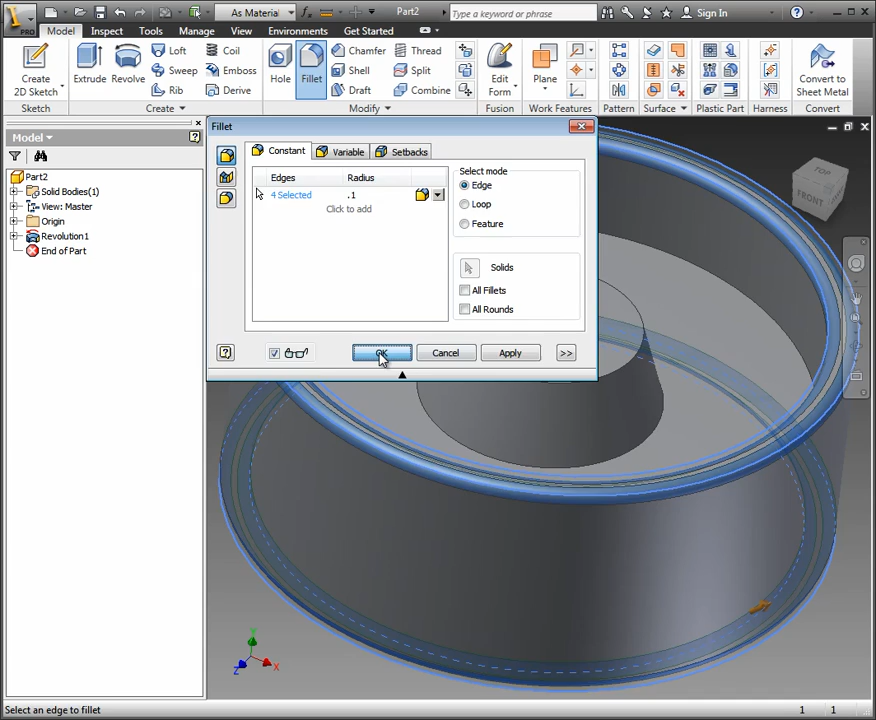 PRO
As Material
fx
Part2
Type a keyword or phrase
Sign In
Model Inspect Tools Manage View Environments Get Started
Create
2D Sketch
Extrude
Revolve
Loft
Sweep
Rib
Coil
Emboss
Derive
Hole
Fillet
Chamfer
Shell
Draft
Thread
Split
Combine
Edit
Form
Plane
Convert to
Sheet Metal
Sketch
Create
Modify
Fusion
Work Features
Pattern
Surface
Plastic Part
Harness
Convert
Model
Part2
Solid Bodies(1)
View: Master
Origin
Revolution1
End of Part
Fillet
Constant
Variable
Setbacks
Edges Radius
4 Selected .1
Click to add
Select mode
Edge
Loop
Feature
Solids
All Fillets
All Rounds
OK
Cancel
Apply
>>
TOP
FRONT
Y
Z
X
Select an edge to fillet
1 1